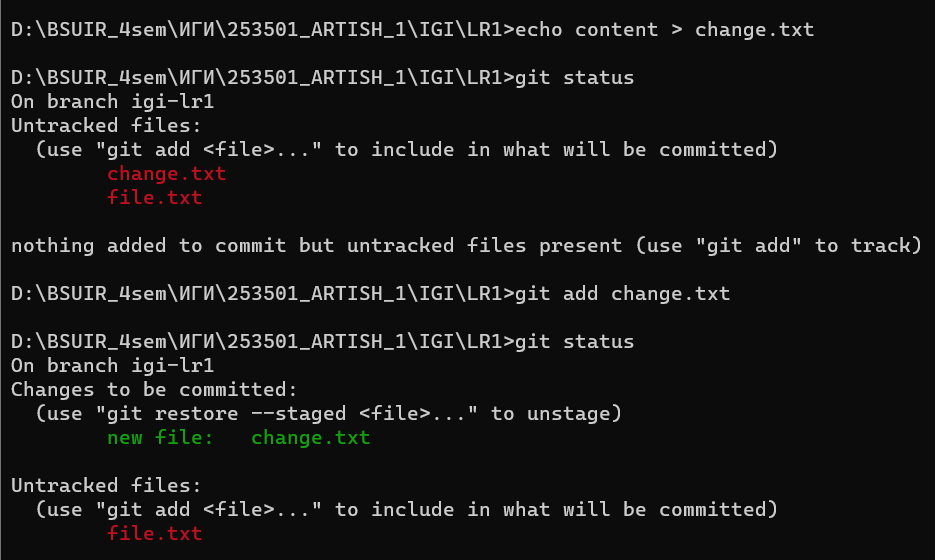 D:\BSUIR_4sem\ИГИ\253501_ARTISH_1\IGI\LR1>echo content > change.txt
D:\BSUIR_4sem\ИГИ\253501_ARTISH_1\IGI\LR1>git status
On branch igi-lr1
Untracked files:
  (use "git add <file>..." to include in what will be committed)
        change.txt
        file.txt
nothing added to commit but untracked files present (use "git add" to track)
D:\BSUIR_4sem\ИГИ\253501_ARTISH_1\IGI\LR1>git add change.txt
D:\BSUIR_4sem\ИГИ\253501_ARTISH_1\IGI\LR1>git status
On branch igi-lr1
Changes to be committed:
  (use "git restore --staged <file>..." to unstage)
        new file:   change.txt
Untracked files:
  (use "git add <file>..." to include in what will be committed)
        file.txt